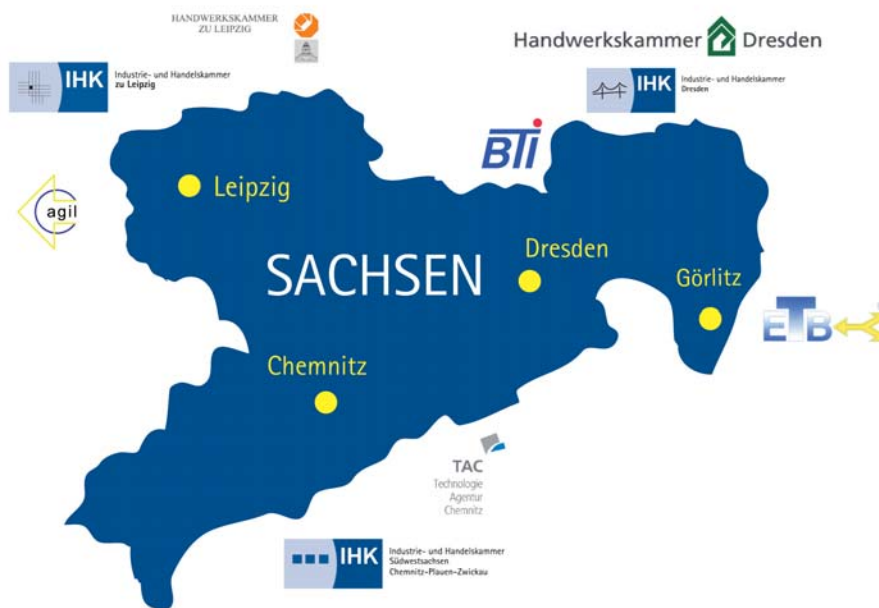 HANDWERKSKAMMER
ZU LEIPZIG
Handwerkskammer Dresden
IHK
Industrie- und Handelskammer
zu Leipzig
IHK
Industrie- und Handelskammer
Dresden
BTi
agil
Leipzig
SACHSEN
Dresden
Görlitz
ETB
Chemnitz
TAC
Technologie
Agentur
Chemnitz
IHK
Industrie- und Handelskammer
Südwestsachsen
Chemnitz-Plauen-Zwickau